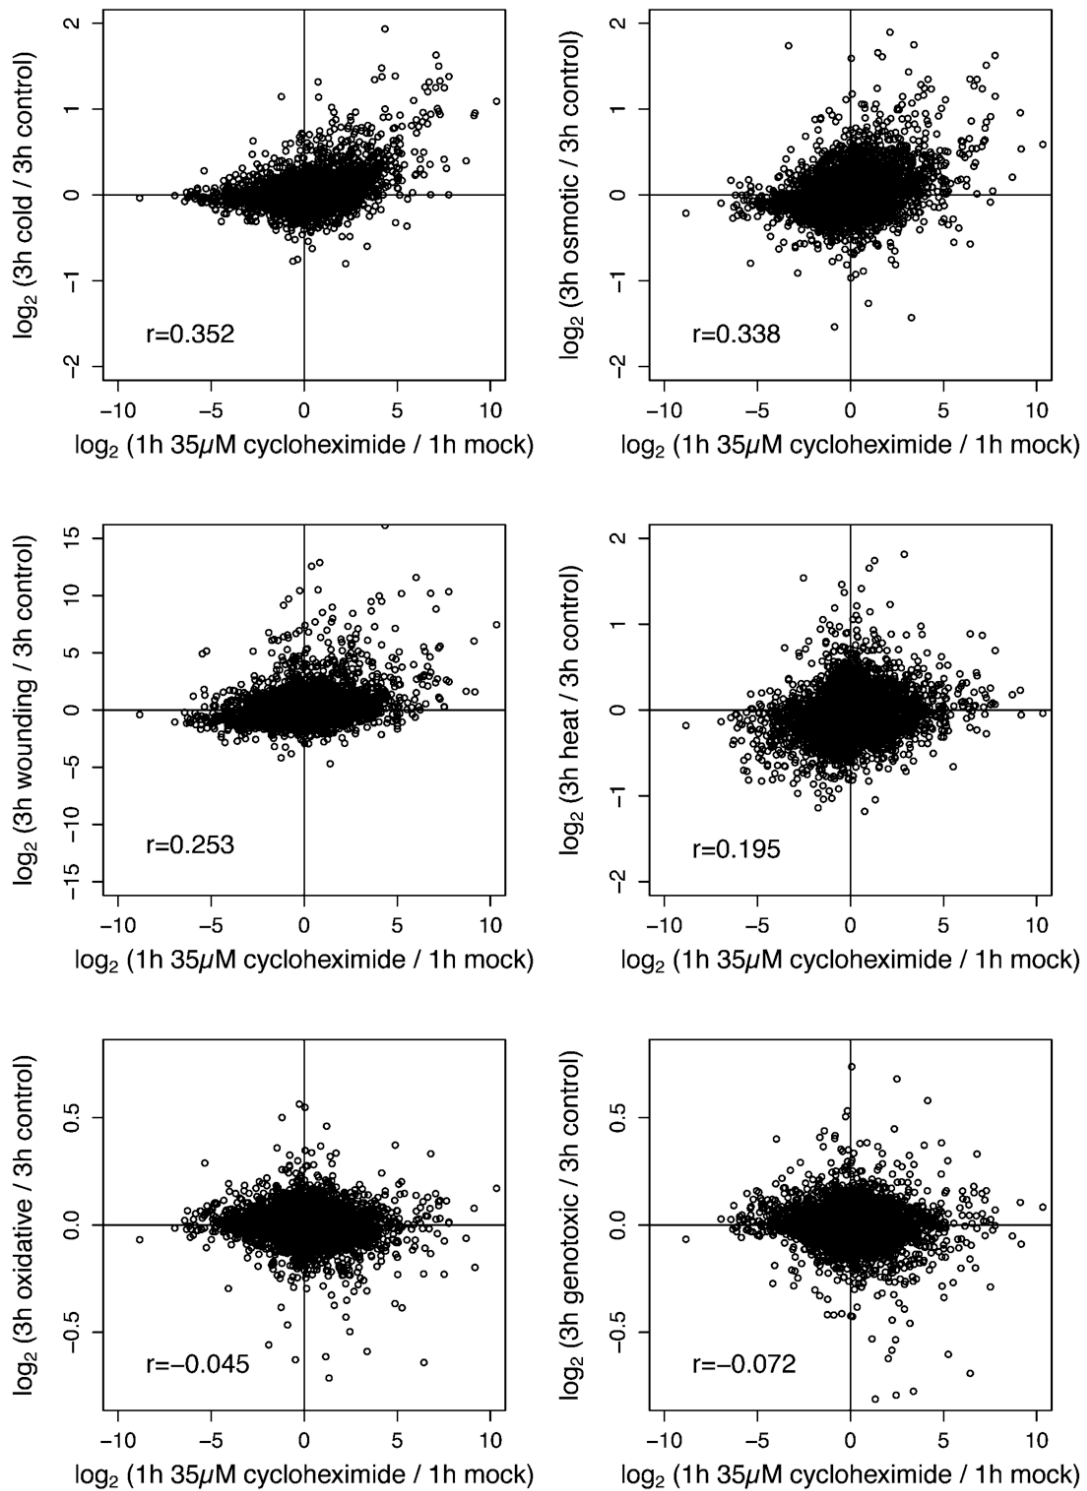 log₂ (3h cold / 3h control)
2
1
0
−1
−2
r=0.352
−10 −5 0 5 10
log₂ (1h 35µM cycloheximide / 1h mock)
log₂ (3h osmotic / 3h control)
2
1
0
−1
−2
r=0.338
−10 −5 0 5 10
log₂ (1h 35µM cycloheximide / 1h mock)
log₂ (3h wounding / 3h control)
15
10
5
0
−5
−10
−15
r=0.253
−10 −5 0 5 10
log₂ (1h 35µM cycloheximide / 1h mock)
log₂ (3h heat / 3h control)
2
1
0
−1
−2
r=0.195
−10 −5 0 5 10
log₂ (1h 35µM cycloheximide / 1h mock)
log₂ (3h oxidative / 3h control)
0.5
0.0
−0.5
r=−0.045
−10 −5 0 5 10
log₂ (1h 35µM cycloheximide / 1h mock)
log₂ (3h genotoxic / 3h control)
0.5
0.0
−0.5
r=−0.072
−10 −5 0 5 10
log₂ (1h 35µM cycloheximide / 1h mock)